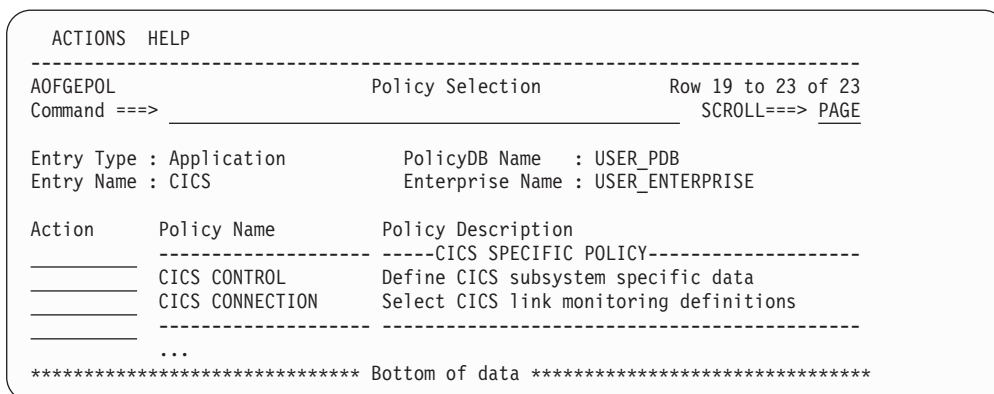 ACTIONS HELP
-------------------------------------------------------------------------------
AOFGEPOL Policy Selection Row 19 to 23 of 23
Command ===> SCROLL===> PAGE
Entry Type : Application PolicyDB Name : USER_PDB
Entry Name : CICS Enterprise Name : USER_ENTERPRISE
Action Policy Name Policy Description
-------------------- -----CICS SPECIFIC POLICY--------------------
CICS CONTROL Define CICS subsystem specific data
CICS CONNECTION Select CICS link monitoring definitions
-------------------- ---------------------------------------------
...
******************************* Bottom of data ********************************